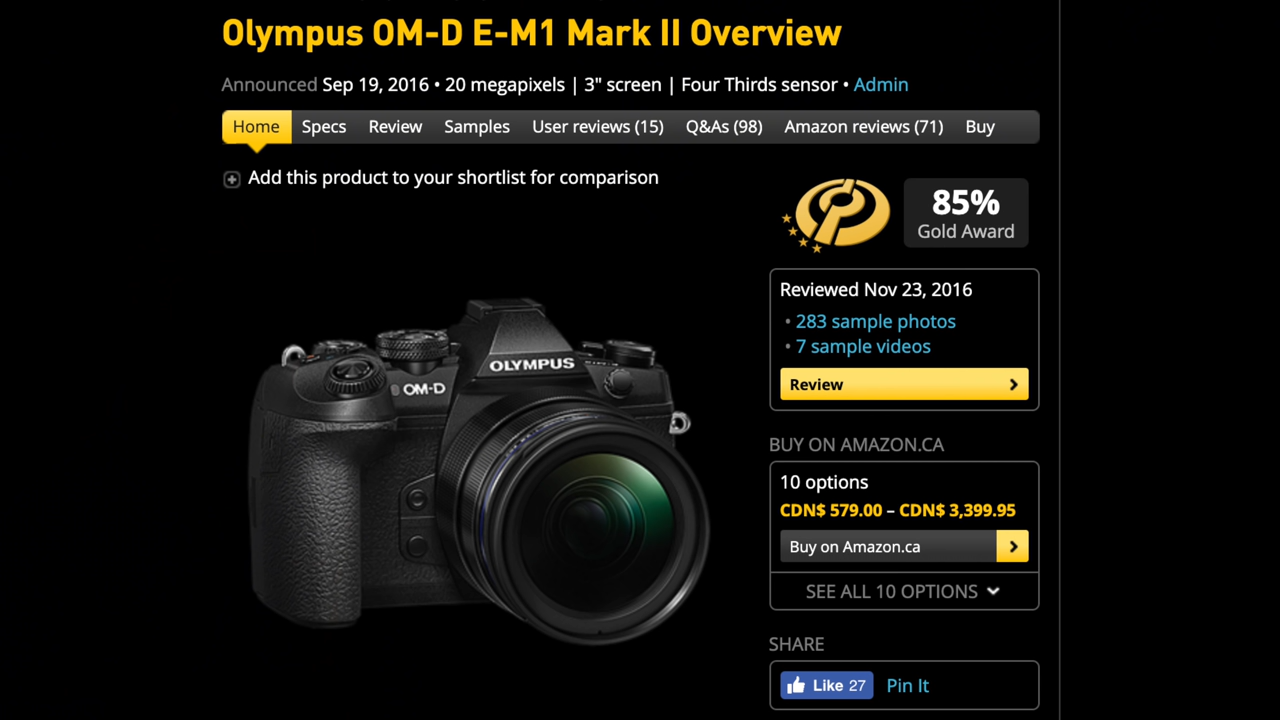 Olympus OM-D E-M1 Mark II Overview
Announced Sep 19, 2016 • 20 megapixels | 3" screen | Four Thirds sensor • Admin
Home Specs Review Samples User reviews (15) Q&As (98) Amazon reviews (71) Buy
Add this product to your shortlist for comparison
85%
Gold Award
Reviewed Nov 23, 2016
• 283 sample photos
• 7 sample videos
Review
OLYMPUS
OM-D
BUY ON AMAZON.CA
10 options
CDN$ 579.00 – CDN$ 3,399.95
Buy on Amazon.ca
SEE ALL 10 OPTIONS
SHARE
Like 27 Pin It